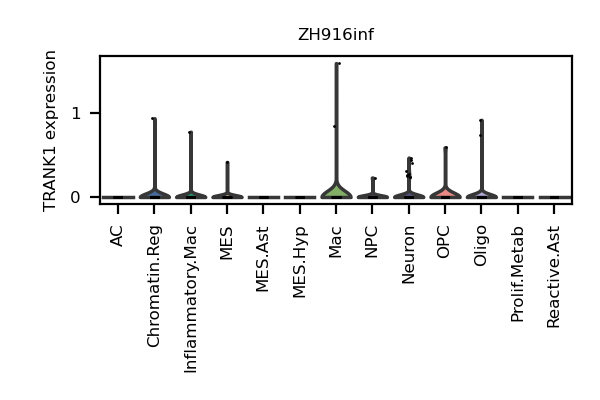 ZH916inf
TRANK1 expression
1
0
AC
Chromatin.Reg
Inflammatory.Mac
MES
MES.Ast
MES.Hyp
Mac
NPC
Neuron
OPC
Oligo
Prolif.Metab
Reactive.Ast